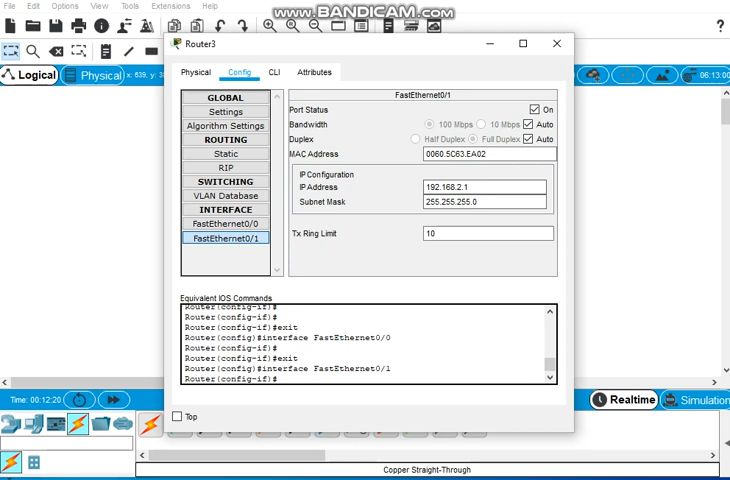 File Edit Options View Tools Extensions Help
www.BANDICAM.com
?
Logical Physical x: 639, y: 3
06:13:00
Router3
Physical Config CLI Attributes
GLOBAL
Settings
Algorithm Settings
ROUTING
Static
RIP
SWITCHING
VLAN Database
INTERFACE
FastEthernet0/0
FastEthernet0/1
FastEthernet0/1
Port Status On
Bandwidth 100 Mbps 10 Mbps Auto
Duplex Half Duplex Full Duplex Auto
MAC Address 0060.5C63.EA02
IP Configuration
IP Address 192.168.2.1
Subnet Mask 255.255.255.0
Tx Ring Limit 10
Equivalent IOS Commands
Router(config-if)#
Router(config-if)#
Router(config-if)#exit
Router(config)#interface FastEthernet0/0
Router(config-if)#
Router(config-if)#exit
Router(config)#interface FastEthernet0/1
Router(config-if)#
Top
Time: 00:12:20
Realtime Simulation
Copper Straight-Through